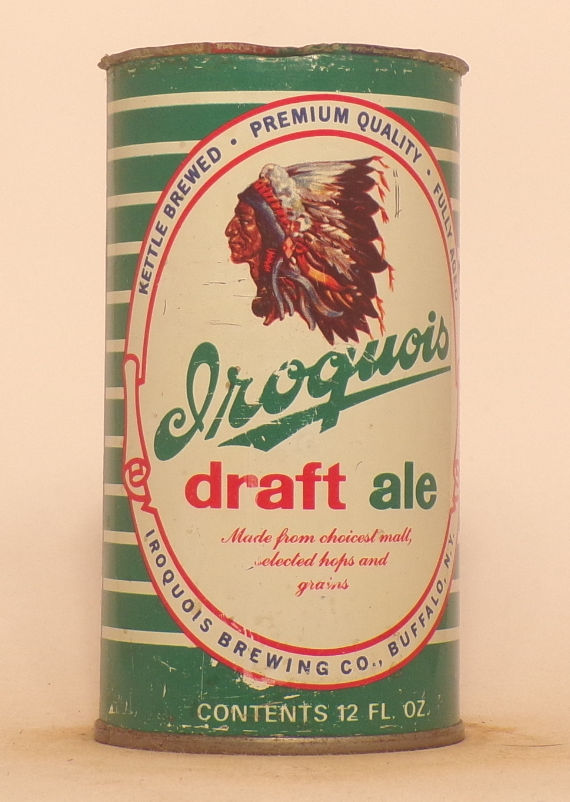 KETTLE BREWED • PREMIUM QUALITY • FULLY AGED
Iroquois
draft ale
Made from choicest malt,
selected hops and
grains
IROQUOIS BREWING CO., BUFFALO, N.Y.
CONTENTS 12 FL. OZ.